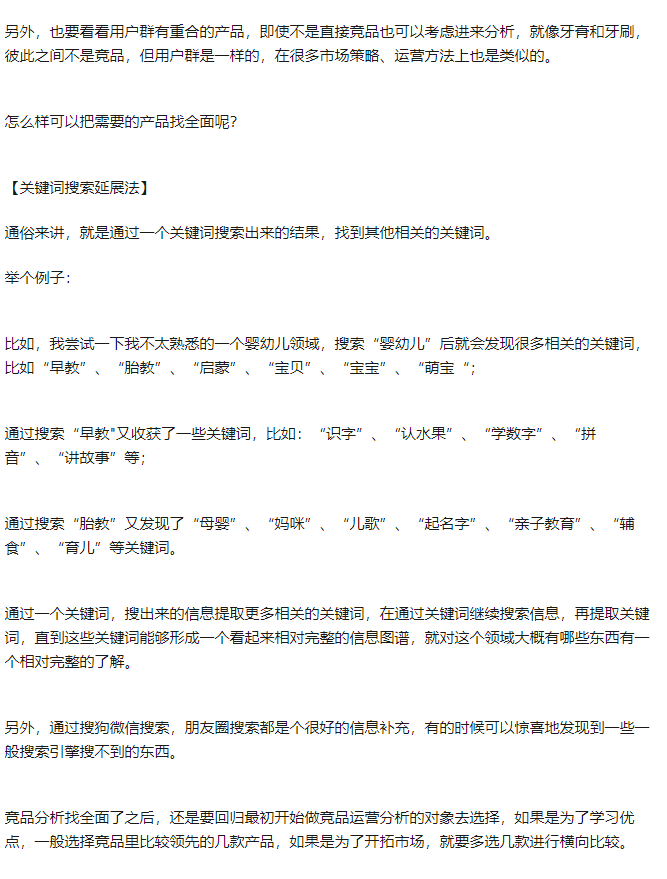 另外，也要看看用户群有重合的产品，即使不是直接竞品也可以考虑进来分析，就像牙膏和牙刷，
彼此之间不是竞品，但用户群是一样的，在很多市场策略、运营方法上也是类似的。
怎么样可以把需要的产品找全面呢？
【关键词搜索延展法】
通俗来讲，就是通过一个关键词搜索出来的结果，找到其他相关的关键词。
举个例子：
比如，我尝试一下我不太熟悉的一个婴幼儿领域，搜索“婴幼儿”后就会发现很多相关的关键词，
比如“早教”、“胎教”、“启蒙”、“宝贝”、“宝宝”、“萌宝“；
通过搜索“早教"又收获了一些关键词，比如：“识字”、“认水果”、“学数字”、“拼
音”、“讲故事”等；
通过搜索“胎教”又发现了“母婴”、“妈咪”、“儿歌”、“起名字”、“亲子教育”、“辅
食”、“育儿”等关键词。
通过一个关键词，搜出来的信息提取更多相关的关键词，在通过关键词继续搜索信息，再提取关键
词，直到这些关键词能够形成一个看起来相对完整的信息图谱，就对这个领域大概有哪些东西有一
个相对完整的了解。
另外，通过搜狗微信搜索，朋友圈搜索都是个很好的信息补充，有的时候可以惊喜地发现到一些一
般搜索引擎搜不到的东西。
竞品分析找全面了之后，还是要回归最初开始做竞品运营分析的对象去选择，如果是为了学习优
点，一般选择竞品里比较领先的几款产品，如果是为了开拓市场，就要多选几款进行横向比较。